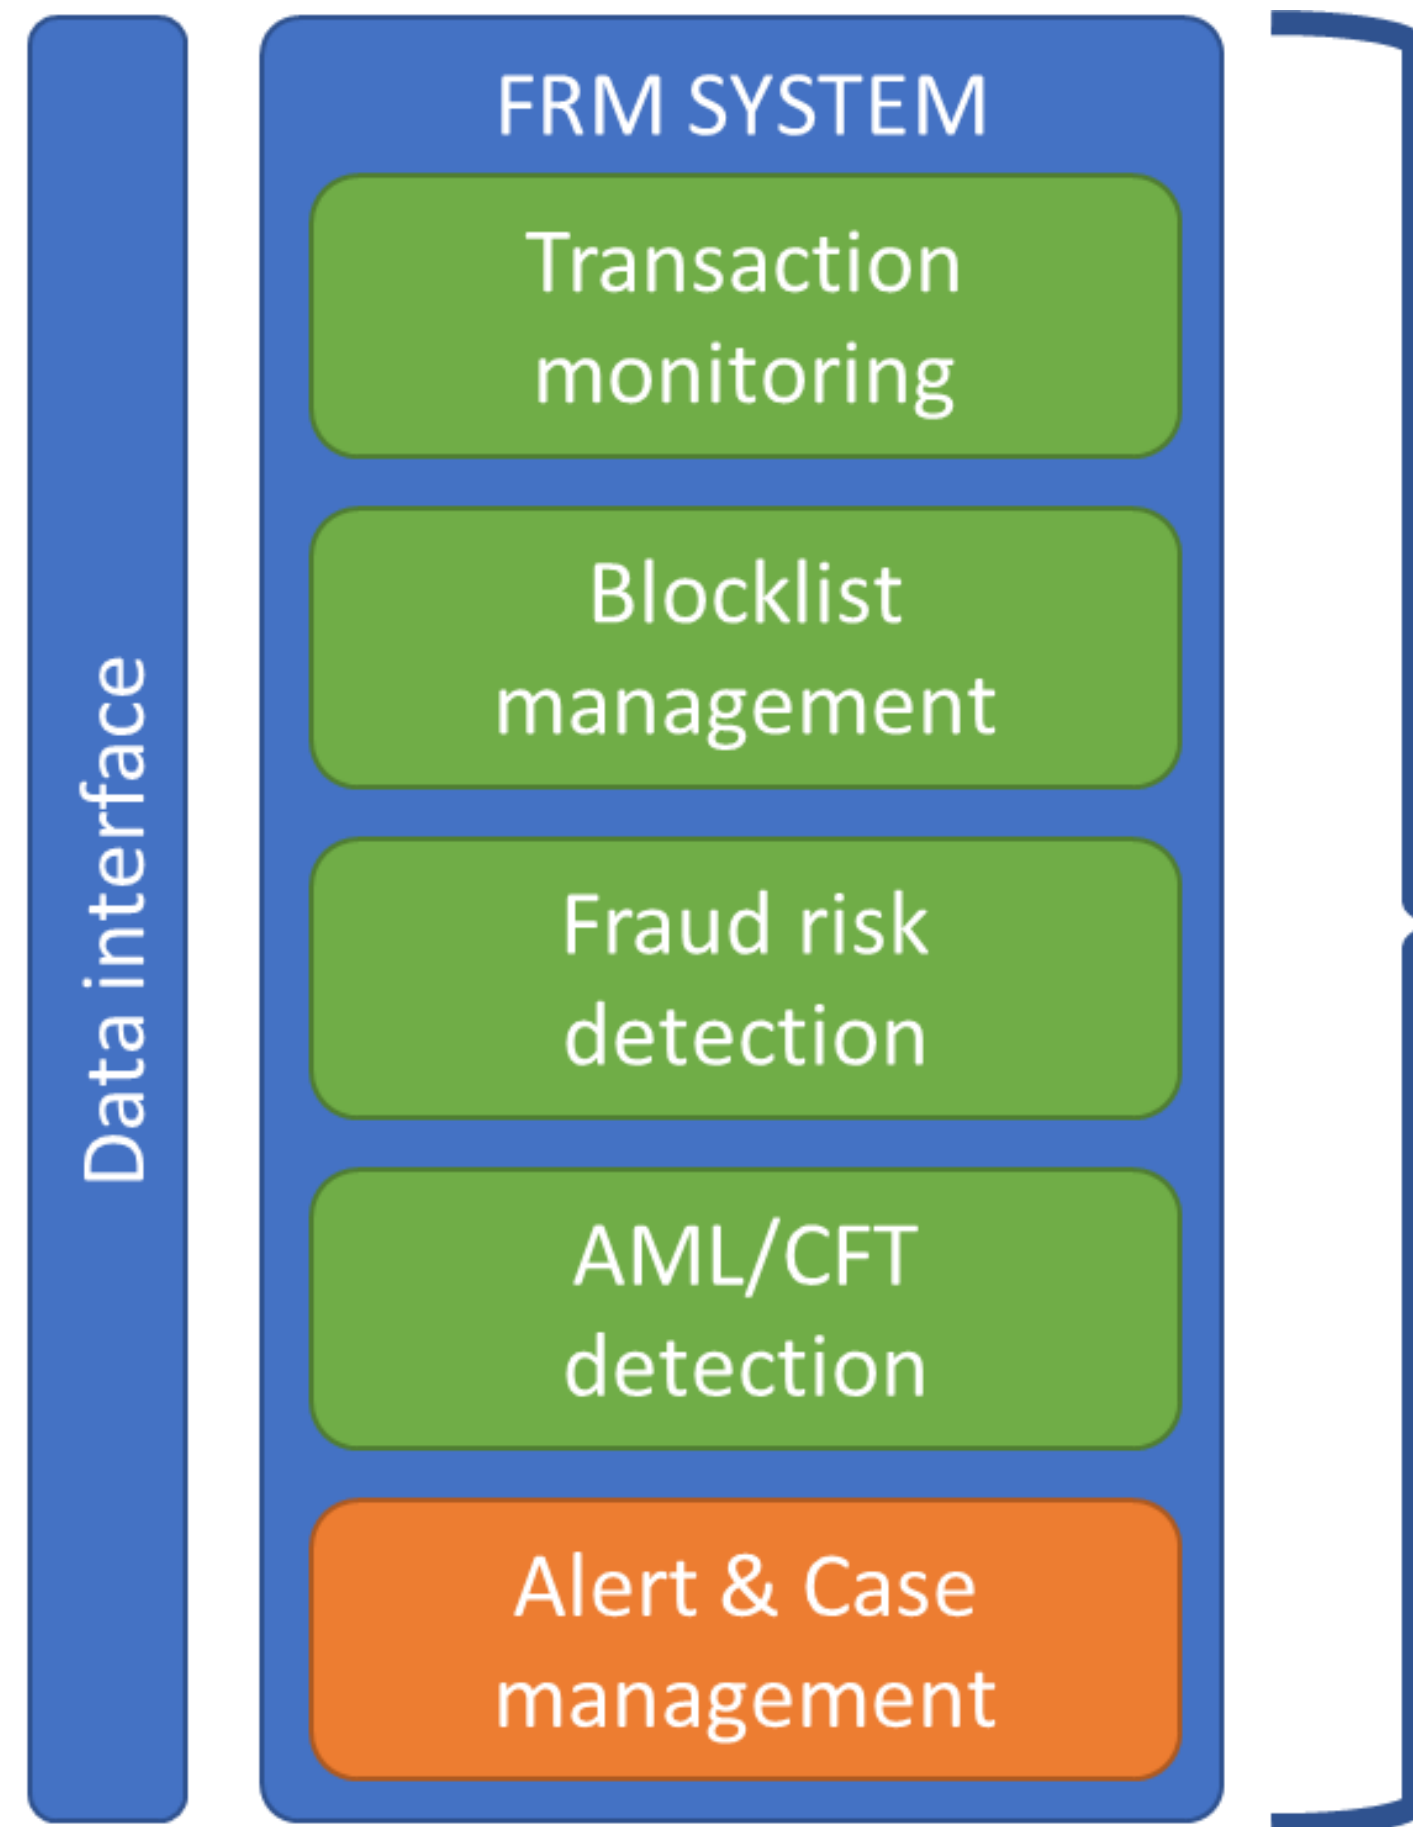 Data interface
FRM SYSTEM
Transaction
monitoring
Blocklist
management
Fraud risk
detection
AML/CFT
detection
Alert & Case
management